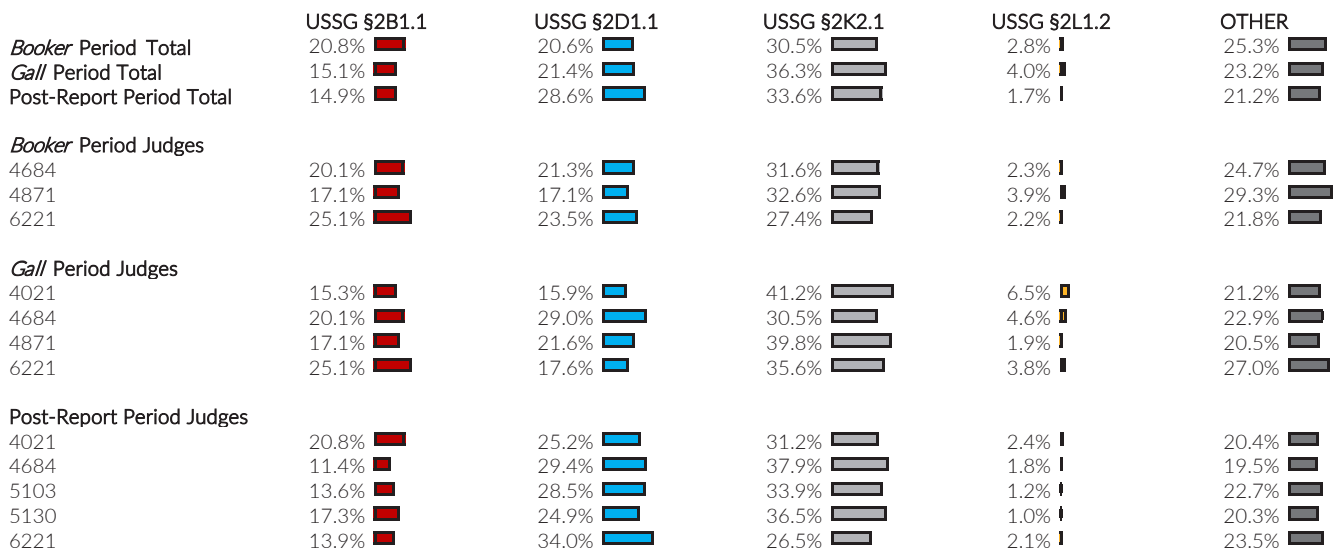 USSG §2B1.1 USSG §2D1.1 USSG §2K2.1 USSG §2L1.2 OTHER
Booker Period Total 20.8% 20.6% 30.5% 2.8% 25.3%
Gall Period Total 15.1% 21.4% 36.3% 4.0% 23.2%
Post-Report Period Total 14.9% 28.6% 33.6% 1.7% 21.2%
Booker Period Judges
4684 20.1% 21.3% 31.6% 2.3% 24.7%
4871 17.1% 17.1% 32.6% 3.9% 29.3%
6221 25.1% 23.5% 27.4% 2.2% 21.8%
Gall Period Judges
4021 15.3% 15.9% 41.2% 6.5% 21.2%
4684 20.1% 29.0% 30.5% 4.6% 22.9%
4871 17.1% 21.6% 39.8% 1.9% 20.5%
6221 25.1% 17.6% 35.6% 3.8% 27.0%
Post-Report Period Judges
4021 20.8% 25.2% 31.2% 2.4% 20.4%
4684 11.4% 29.4% 37.9% 1.8% 19.5%
5103 13.6% 28.5% 33.9% 1.2% 22.7%
5130 17.3% 24.9% 36.5% 1.0% 20.3%
6221 13.9% 34.0% 26.5% 2.1% 23.5%